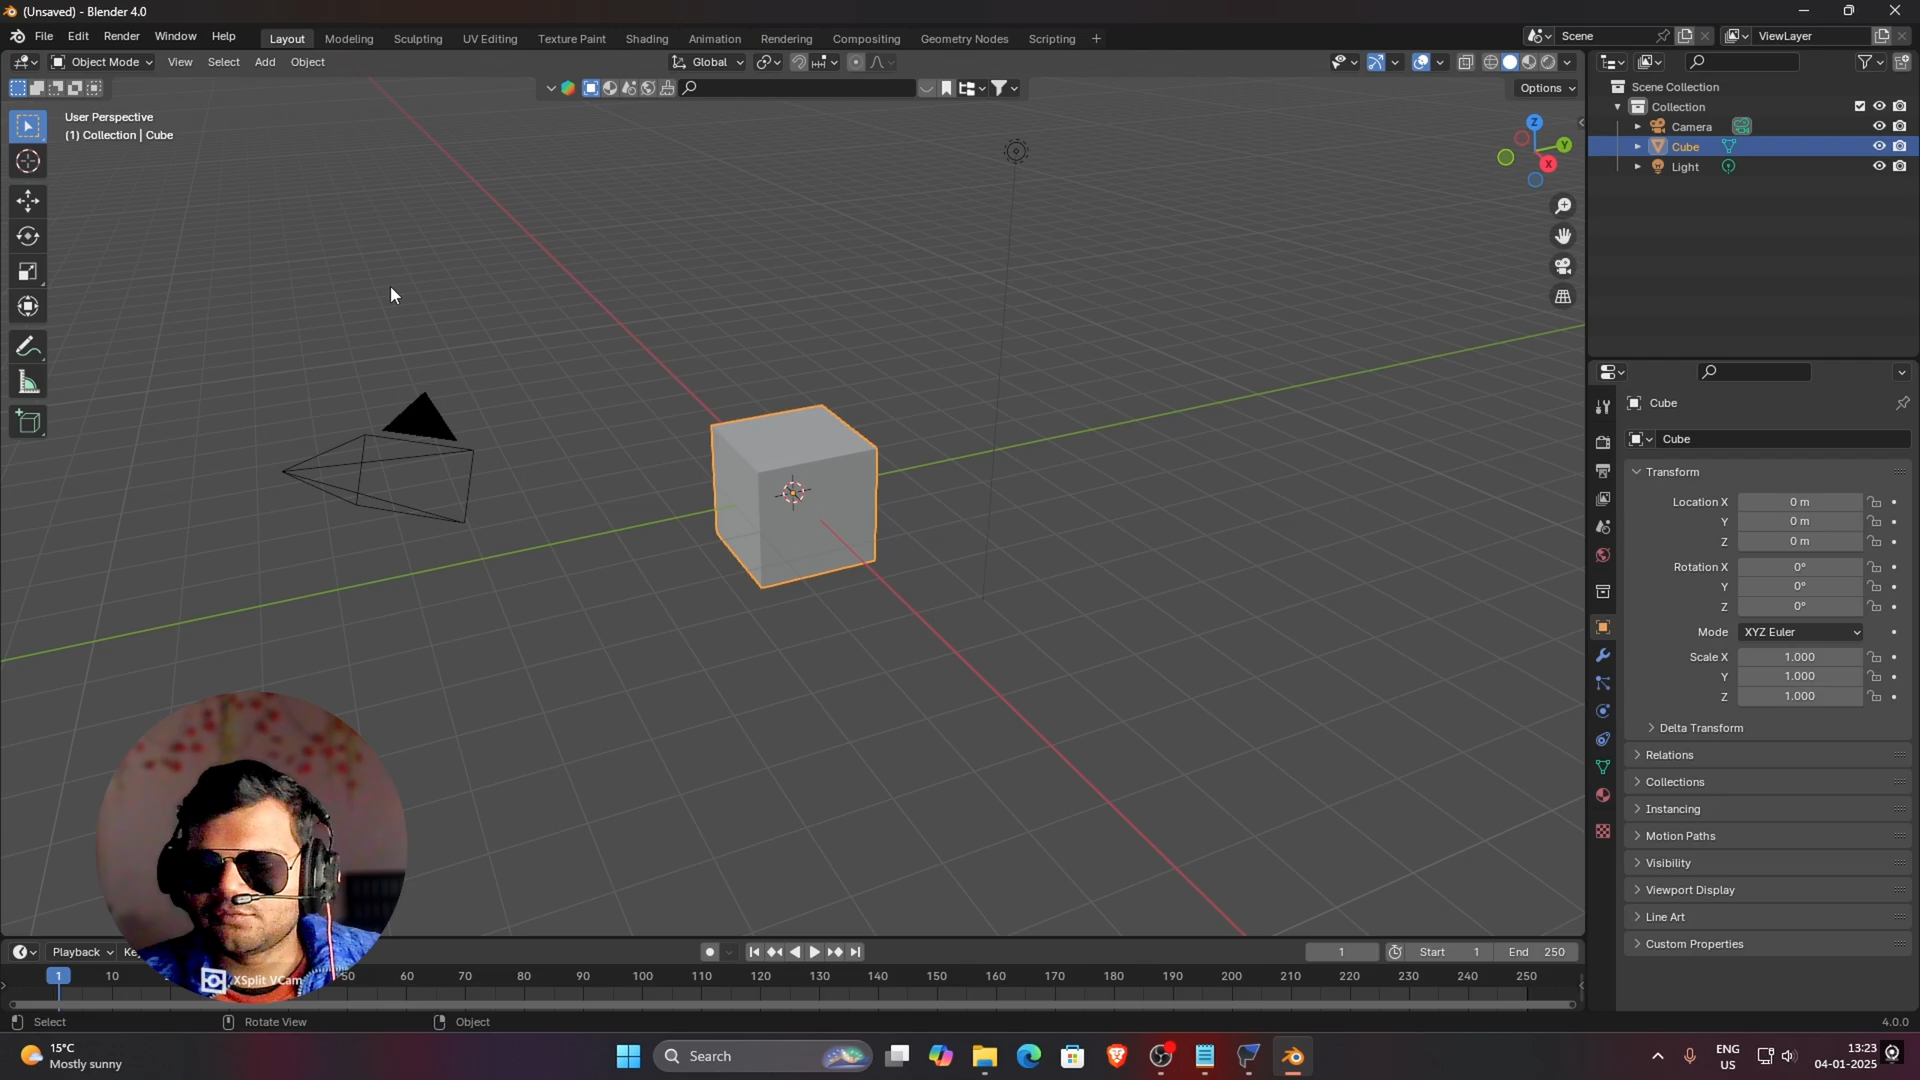 (Unsaved) - Blender 4.0
File Edit Render Window Help
Layout Modeling Sculpting UV Editing Texture Paint Shading Animation Rendering Compositing Geometry Nodes Scripting
Scene
ViewLayer
Object Mode View Select Add Object
Global
Options
User Perspective
(1) Collection | Cube
Z
Y
X
Scene Collection
Collection
Camera
Cube
Light
Cube
Cube
Transform
Location X 0 m
Y 0 m
Z 0 m
Rotation X 0°
Y 0°
Z 0°
Mode XYZ Euler
Scale X 1.000
Y 1.000
Z 1.000
Delta Transform
Relations
Collections
Instancing
Motion Paths
Visibility
Viewport Display
Line Art
Custom Properties
Playback
1
Start 1
End 250
1 10 50 60 70 80 90 100 110 120 130 140 150 160 170 180 190 200 210 220 230 240 250
XSplit VCam
Select Rotate View Object
4.0.0
15°C
Mostly sunny
Search
ENG
US
13:23
04-01-2025